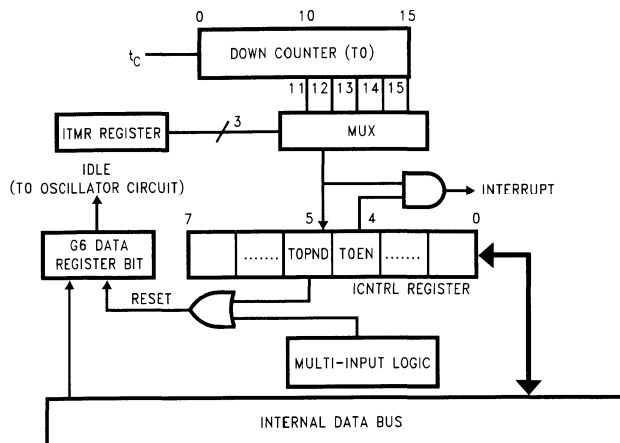 0 10 15
DOWN COUNTER (T0)
tC
11 12 13 14 15
ITMR REGISTER
3
MUX
IDLE
(TO OSCILLATOR CIRCUIT)
INTERRUPT
7 5 4 0
G6 DATA
REGISTER BIT
....... TOPND TOEN .......
ICNTRL REGISTER
RESET
MULTI-INPUT LOGIC
INTERNAL DATA BUS